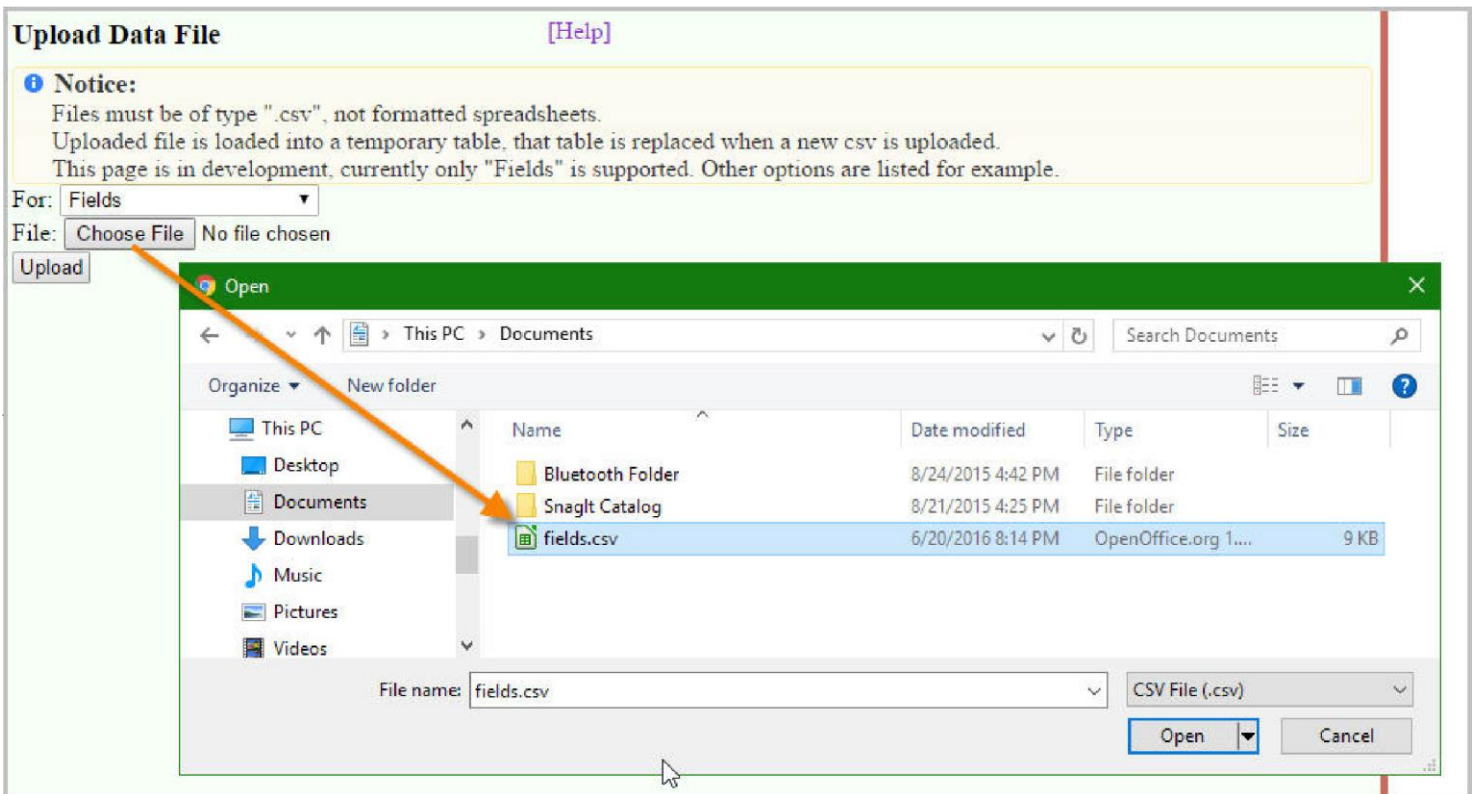 Upload Data File [Help]
Notice:
Files must be of type ".csv", not formatted spreadsheets.
Uploaded file is loaded into a temporary table, that table is replaced when a new csv is uploaded.
This page is in development, currently only "Fields" is supported. Other options are listed for example.
For: Fields
File: Choose File No file chosen
Upload
Open
This PC > Documents Search Documents
Organize New folder
This PC
Desktop
Documents
Downloads
Music
Pictures
Videos
Name Date modified Type Size
Bluetooth Folder 8/24/2015 4:42 PM File folder
SnagIt Catalog 8/21/2015 4:25 PM File folder
fields.csv 6/20/2016 8:14 PM OpenOffice.org 1.... 9 KB
File name: fields.csv CSV File (.csv)
Open Cancel